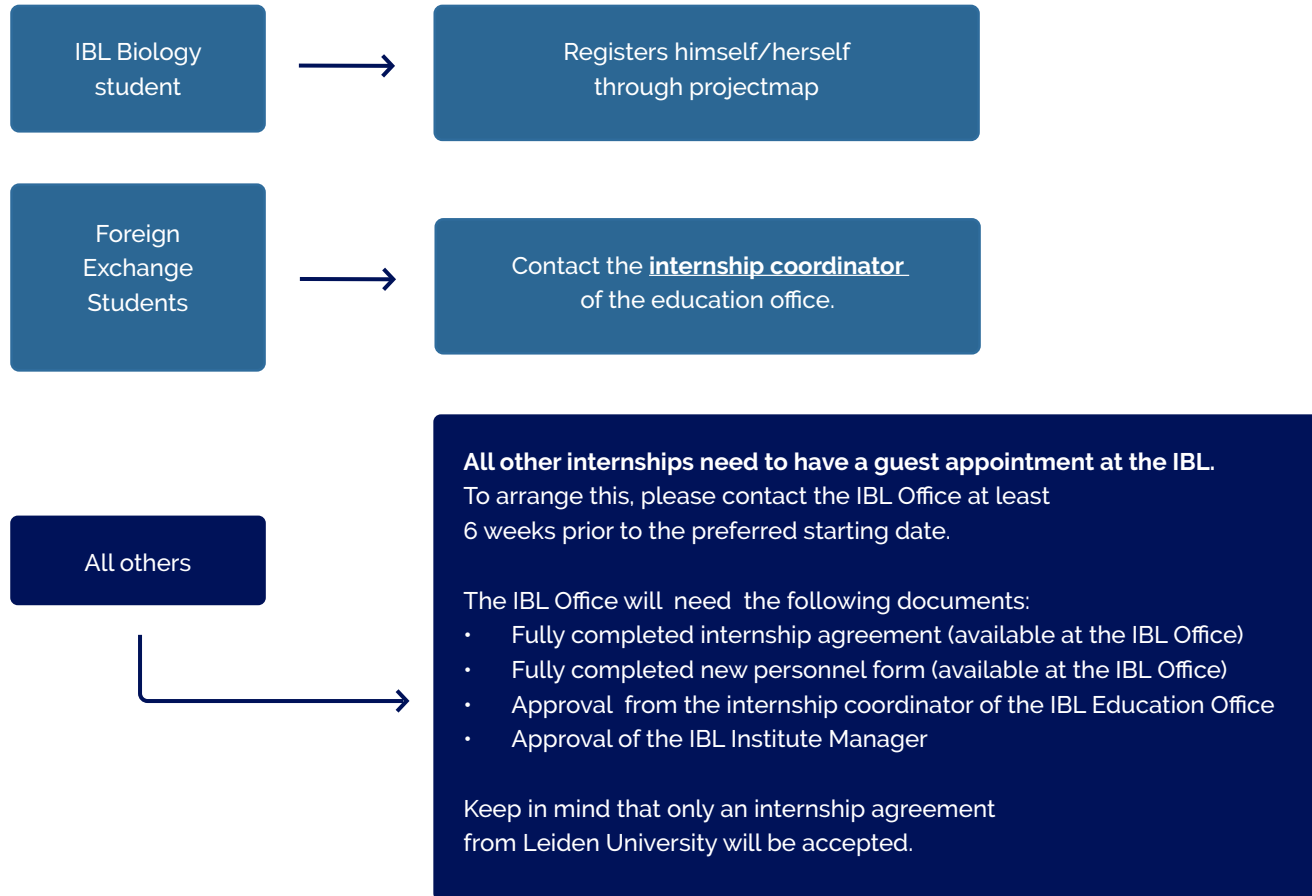 IBL Biology
student
Registers himself/herself
through projectmap
Foreign
Exchange
Students
Contact the internship coordinator
of the education office.
All others
All other internships need to have a guest appointment at the IBL.
To arrange this, please contact the IBL Office at least
6 weeks prior to the preferred starting date.
The IBL Office will need the following documents:
• Fully completed internship agreement (available at the IBL Office)
• Fully completed new personnel form (available at the IBL Office)
• Approval from the internship coordinator of the IBL Education Office
• Approval of the IBL Institute Manager
Keep in mind that only an internship agreement
from Leiden University will be accepted.